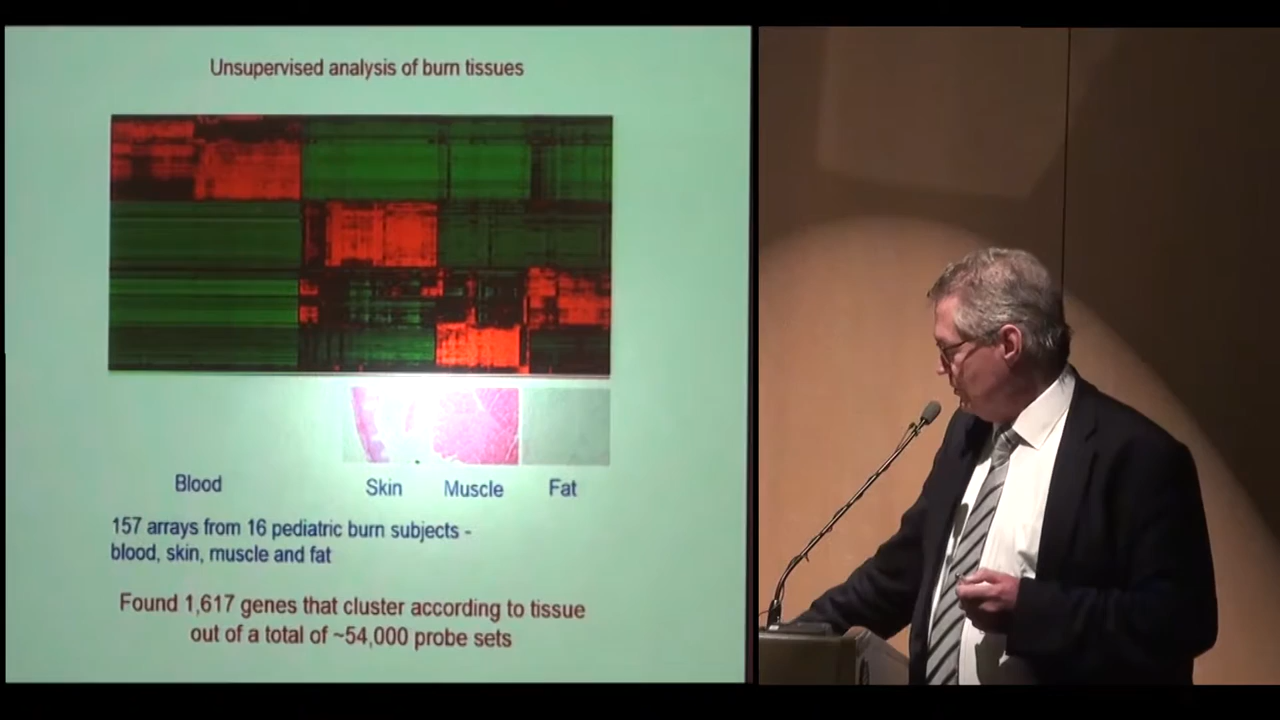 Unsupervised analysis of burn tissues
Blood
Skin
Muscle
Fat
157 arrays from 16 pediatric burn subjects -
blood, skin, muscle and fat
Found 1,617 genes that cluster according to tissue
out of a total of ~54,000 probe sets